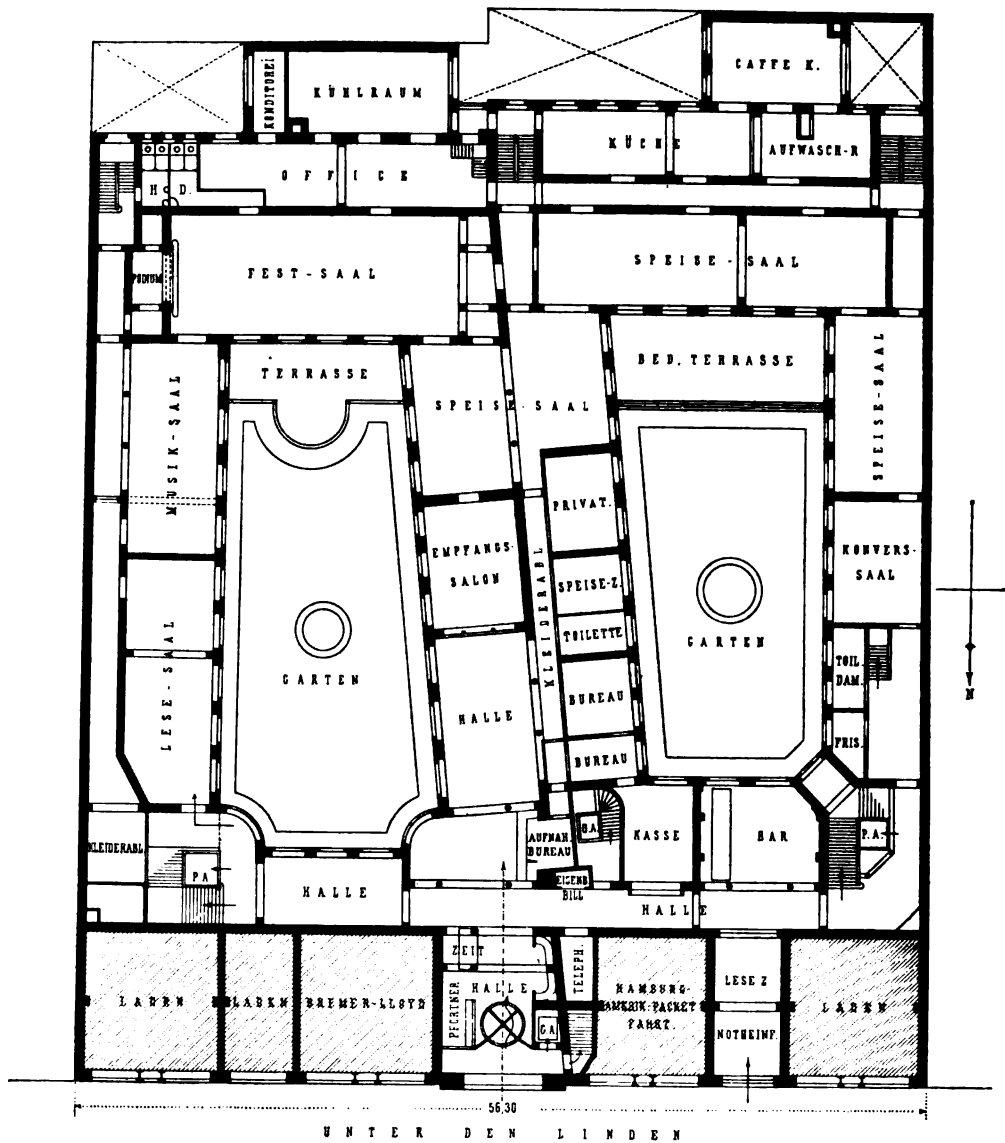 CAFFE K.
KONDITOREI
KÜHLRAUM
KÜCHE
AUFWASCH-R
OFFICE
H. D.
FEST-SAAL
SPEISE-SAAL
PODIUM
TERRASSE
BED. TERRASSE
MUSIK-SAAL
SPEISE-SAAL
SPEISE-SAAL
PRIVAT.
EMPFANGS-
SALON
KLEIDERABL
SPEISE-Z.
KONVERS-
SAAL
TOILETTE
GARTEN
GARTEN
LESE-SAAL
HALLE
BUREAU
TOIL.
DAM.
N
BUREAU
FRIS.
KLEIDERABL
AUFNAH.
BUREAU
G.A.
KASSE
BAR
P.A.
P.A.
HALLE
EISENB
BILL
HALLE
ZEIT
TELEPH.
LADEN
LADEN
BREMER-LLOYD
PFORTNER
HALLE
G.A.
HAMBURG-
AMERIK-PACKET
FAHRT.
LESE Z
NOTHEINF.
LADEN
56,30
UNTER DEN LINDEN